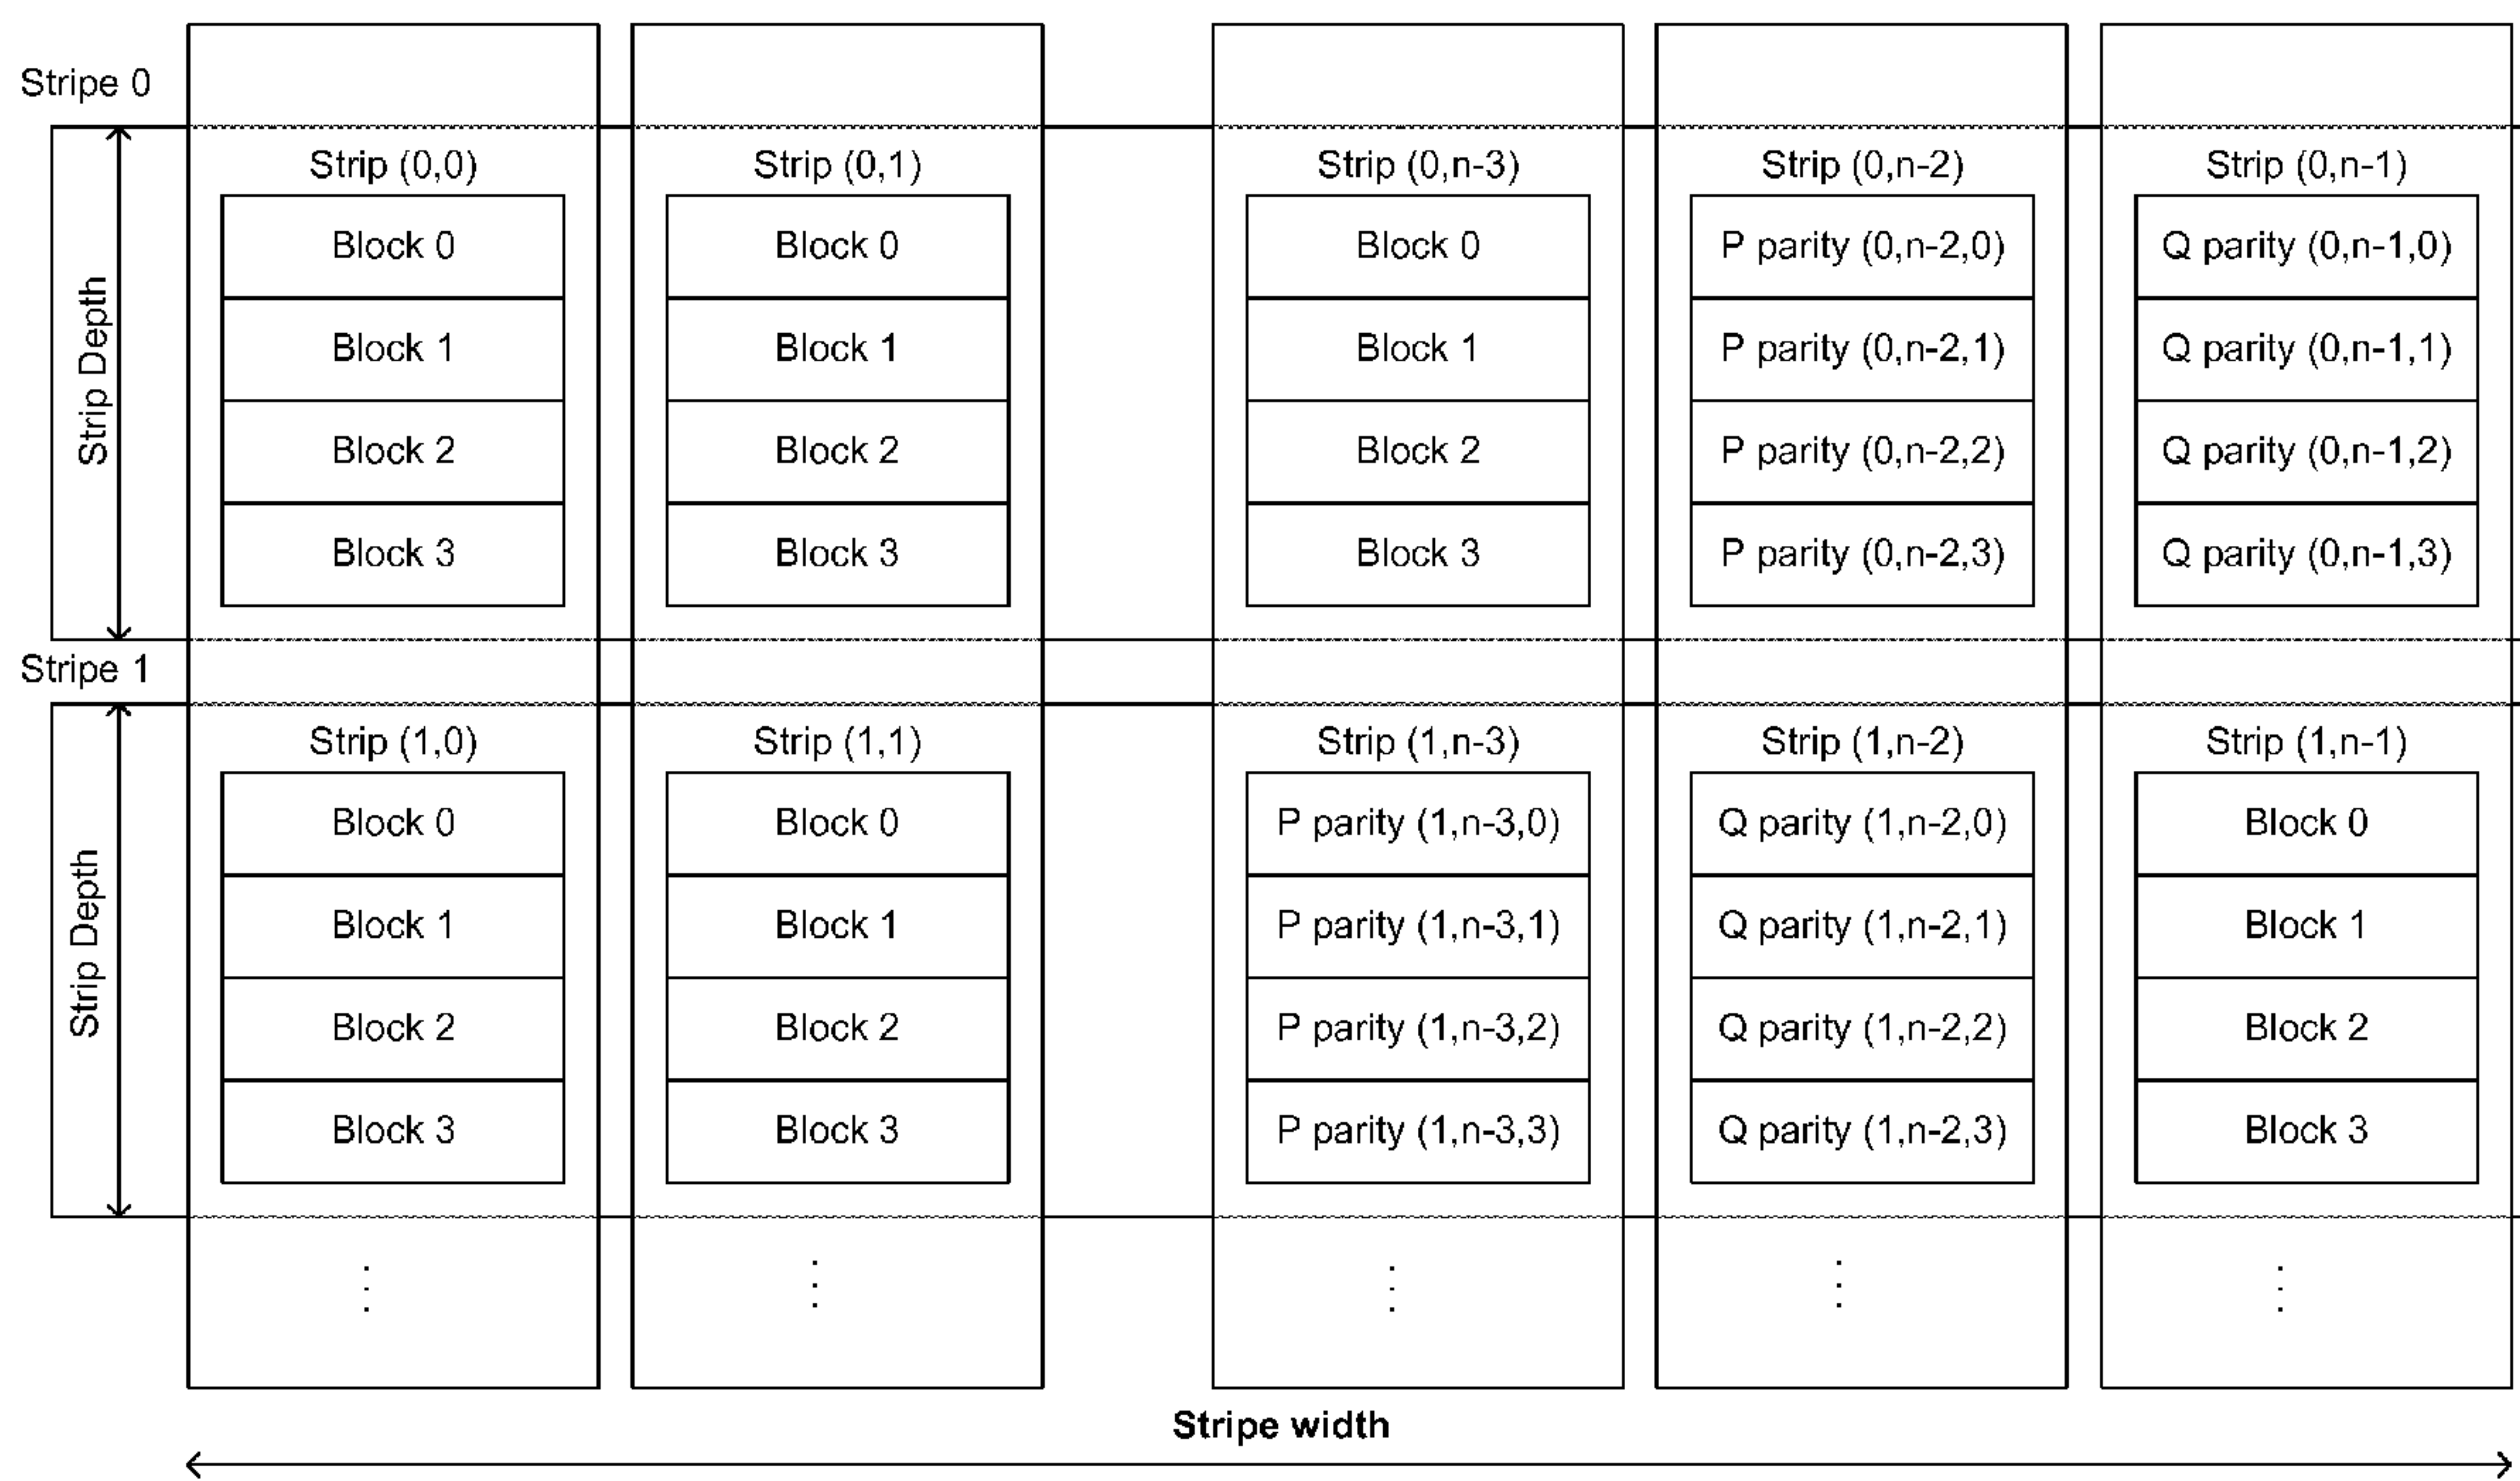 Stripe 0
Strip Depth
Strip (0,0)
Block 0
Block 1
Block 2
Block 3
Strip (0,1)
Block 0
Block 1
Block 2
Block 3
Strip (0,n-3)
Block 0
Block 1
Block 2
Block 3
Strip (0,n-2)
P parity (0,n-2,0)
P parity (0,n-2,1)
P parity (0,n-2,2)
P parity (0,n-2,3)
Strip (0,n-1)
Q parity (0,n-1,0)
Q parity (0,n-1,1)
Q parity (0,n-1,2)
Q parity (0,n-1,3)
Stripe 1
Strip Depth
Strip (1,0)
Block 0
Block 1
Block 2
Block 3
Strip (1,1)
Block 0
Block 1
Block 2
Block 3
Strip (1,n-3)
P parity (1,n-3,0)
P parity (1,n-3,1)
P parity (1,n-3,2)
P parity (1,n-3,3)
Strip (1,n-2)
Q parity (1,n-2,0)
Q parity (1,n-2,1)
Q parity (1,n-2,2)
Q parity (1,n-2,3)
Strip (1,n-1)
Block 0
Block 1
Block 2
Block 3
Stripe width